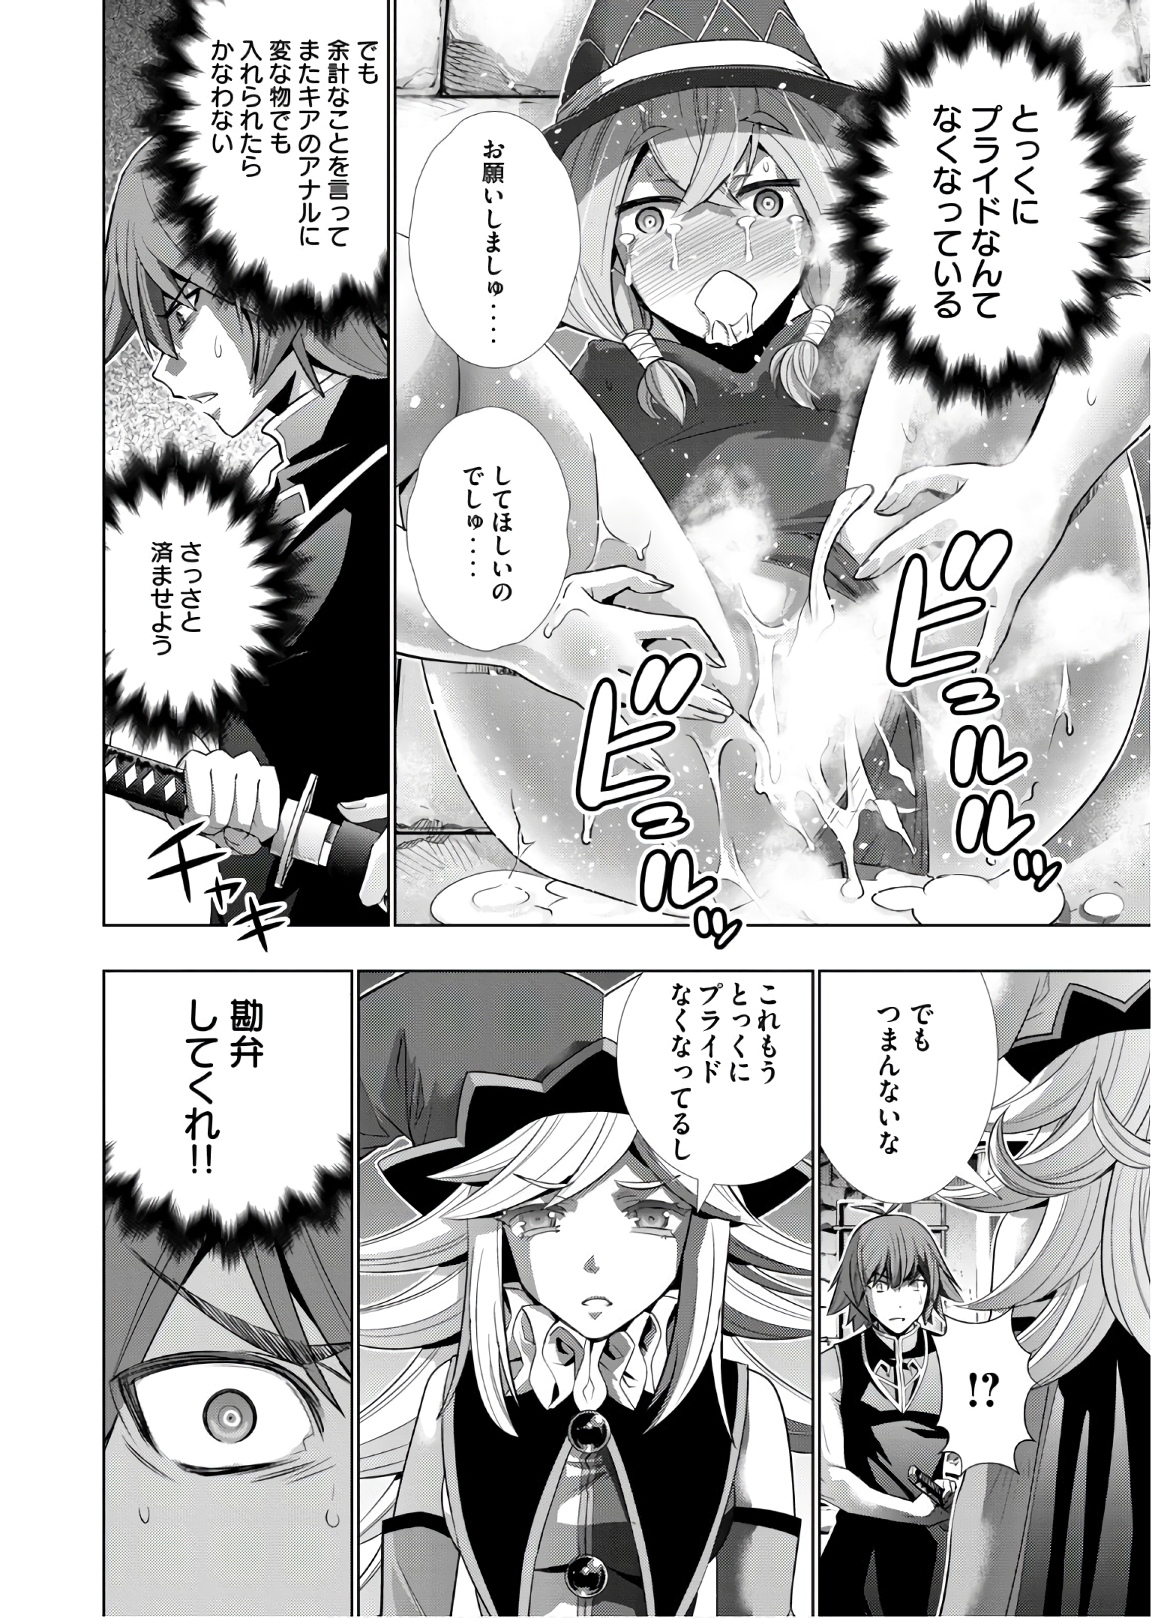 とっくに
プライドなんて
なくなっている
お願いしましゅ‥‥
してほしいの
でしゅ‥‥
ビュルルルッ
ビュルルッ
でも
余計なことを言って
またキアのアナルに
変な物でも
入れられたら
かなわない
さっさと
済ませよう
チャキ
でも
つまんないな
!?
これもう
とっくに
プライド
なくなってるし
勘弁
してくれ!!